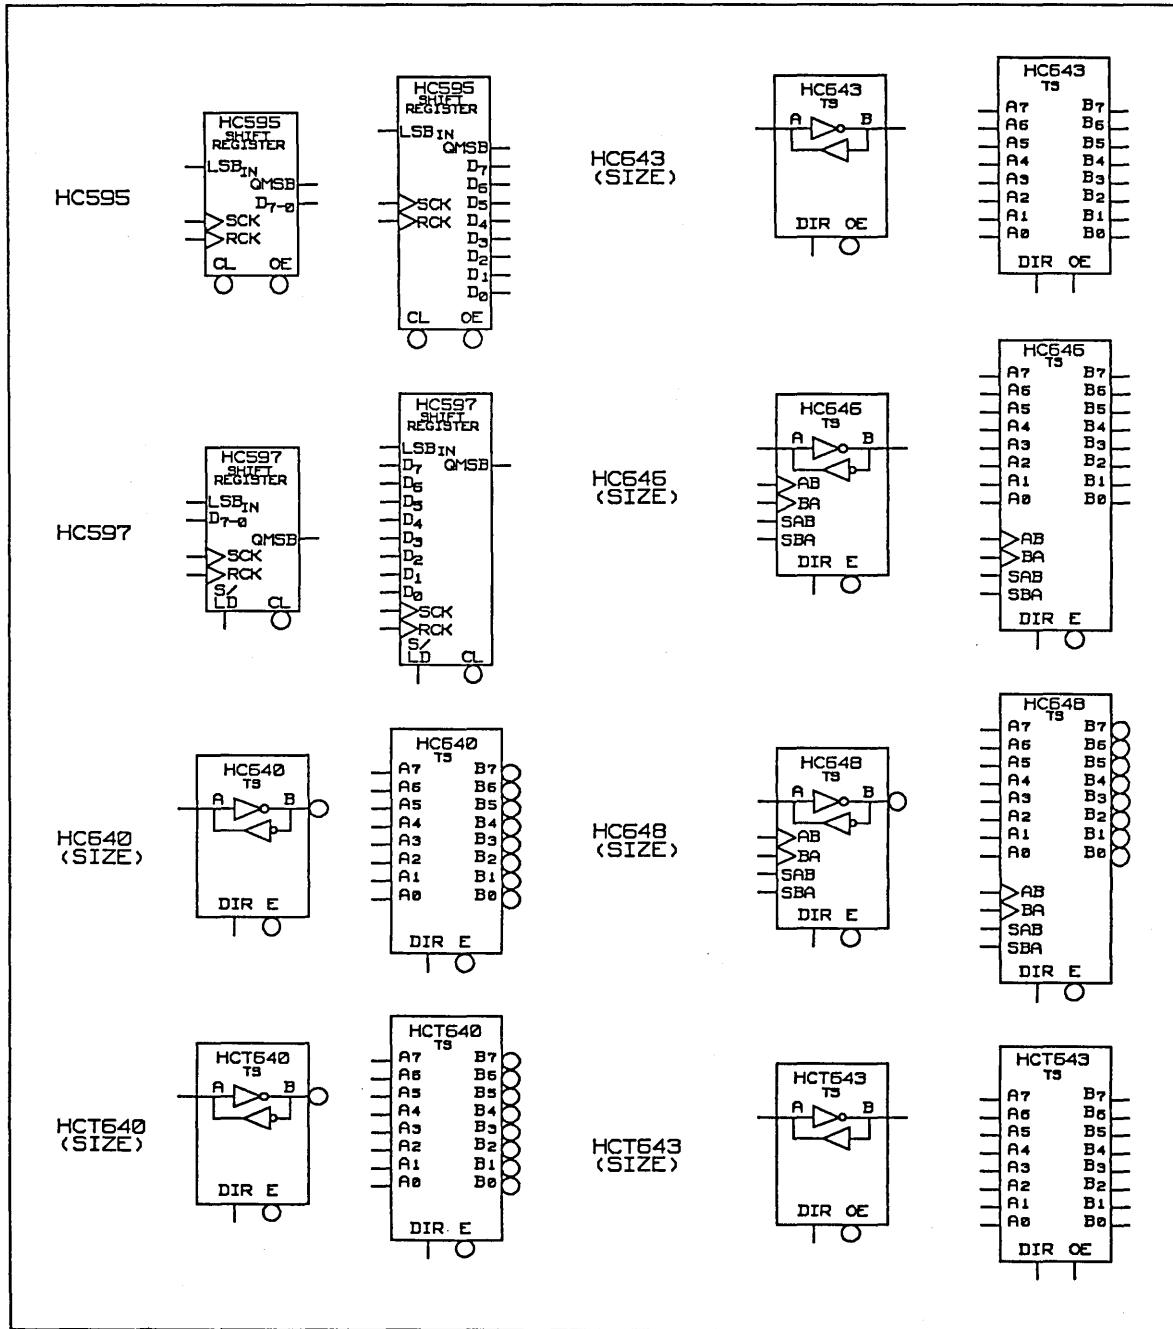 HC595
HC595
SHIFT
REGISTER
LSBIN
QMSB
D7-0
SCK
RCK
CL OE
HC595
SHIFT
REGISTER
LSBIN
QMSB
D7
D6
SCK D5
RCK D4
D3
D2
D1
D0
CL OE
HC643
(SIZE)
HC643
TS
A B
DIR OE
HC643
TS
A7 B7
A6 B6
A5 B5
A4 B4
A3 B3
A2 B2
A1 B1
A0 B0
DIR OE
HC597
HC597
SHIFT
REGISTER
LSBIN
D7-0
QMSB
SCK
RCK
S/
LD CL
HC597
SHIFT
REGISTER
LSBIN
D7 QMSB
D6
D5
D4
D3
D2
D1
D0
SCK
RCK
S/
LD CL
HC646
(SIZE)
HC646
TS
A B
AB
BA
SAB
SBA
DIR E
HC646
TS
A7 B7
A6 B6
A5 B5
A4 B4
A3 B3
A2 B2
A1 B1
A0 B0
AB
BA
SAB
SBA
DIR E
HC640
(SIZE)
HC640
TS
A B
DIR E
HC640
TS
A7 B7
A6 B6
A5 B5
A4 B4
A3 B3
A2 B2
A1 B1
A0 B0
DIR E
HC648
(SIZE)
HC648
TS
A B
AB
BA
SAB
SBA
DIR E
HC648
TS
A7 B7
A6 B6
A5 B5
A4 B4
A3 B3
A2 B2
A1 B1
A0 B0
AB
BA
SAB
SBA
DIR E
HCT640
(SIZE)
HCT640
TS
A B
DIR E
HCT640
TS
A7 B7
A6 B6
A5 B5
A4 B4
A3 B3
A2 B2
A1 B1
A0 B0
DIR E
HCT643
(SIZE)
HCT643
TS
A B
DIR OE
HCT643
TS
A7 B7
A6 B6
A5 B5
A4 B4
A3 B3
A2 B2
A1 B1
A0 B0
DIR OE